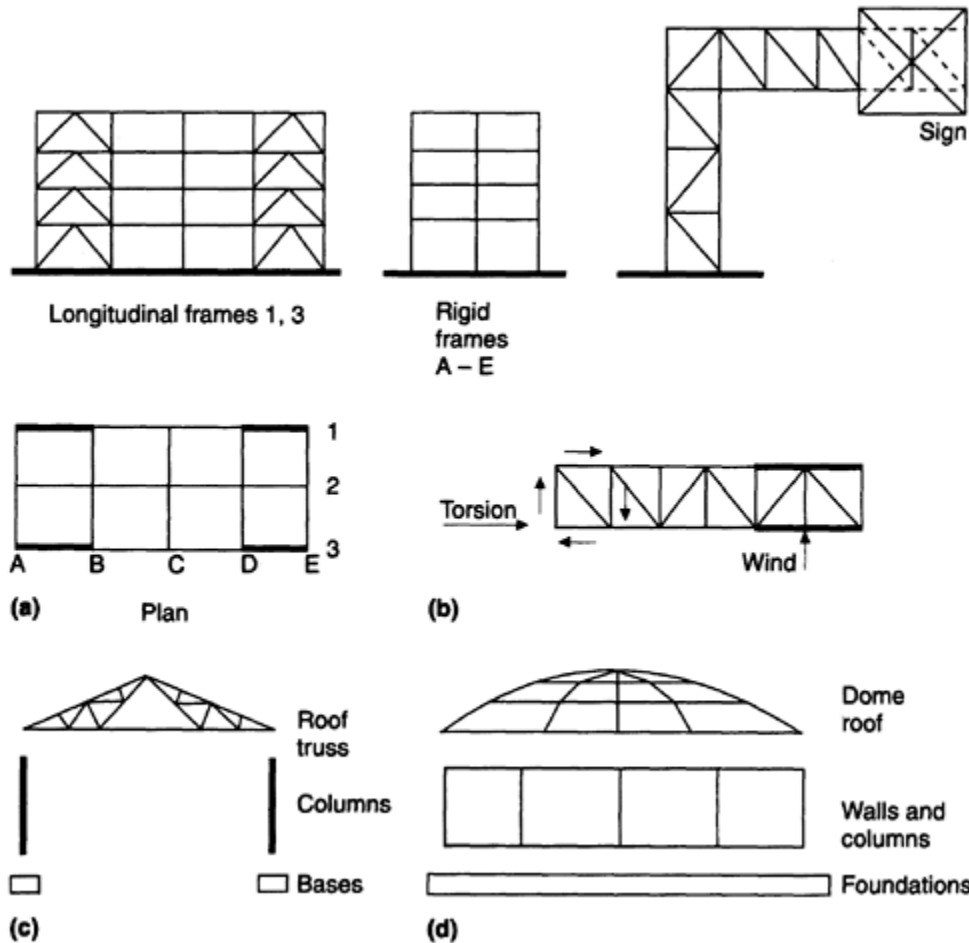 Sign
Longitudinal frames 1, 3
Rigid
frames
A – E
1
2
3
A B C D E
(a) Plan
Torsion
Wind
(b)
Roof
truss
Columns
Bases
(c)
Dome
roof
Walls and
columns
Foundations
(d)